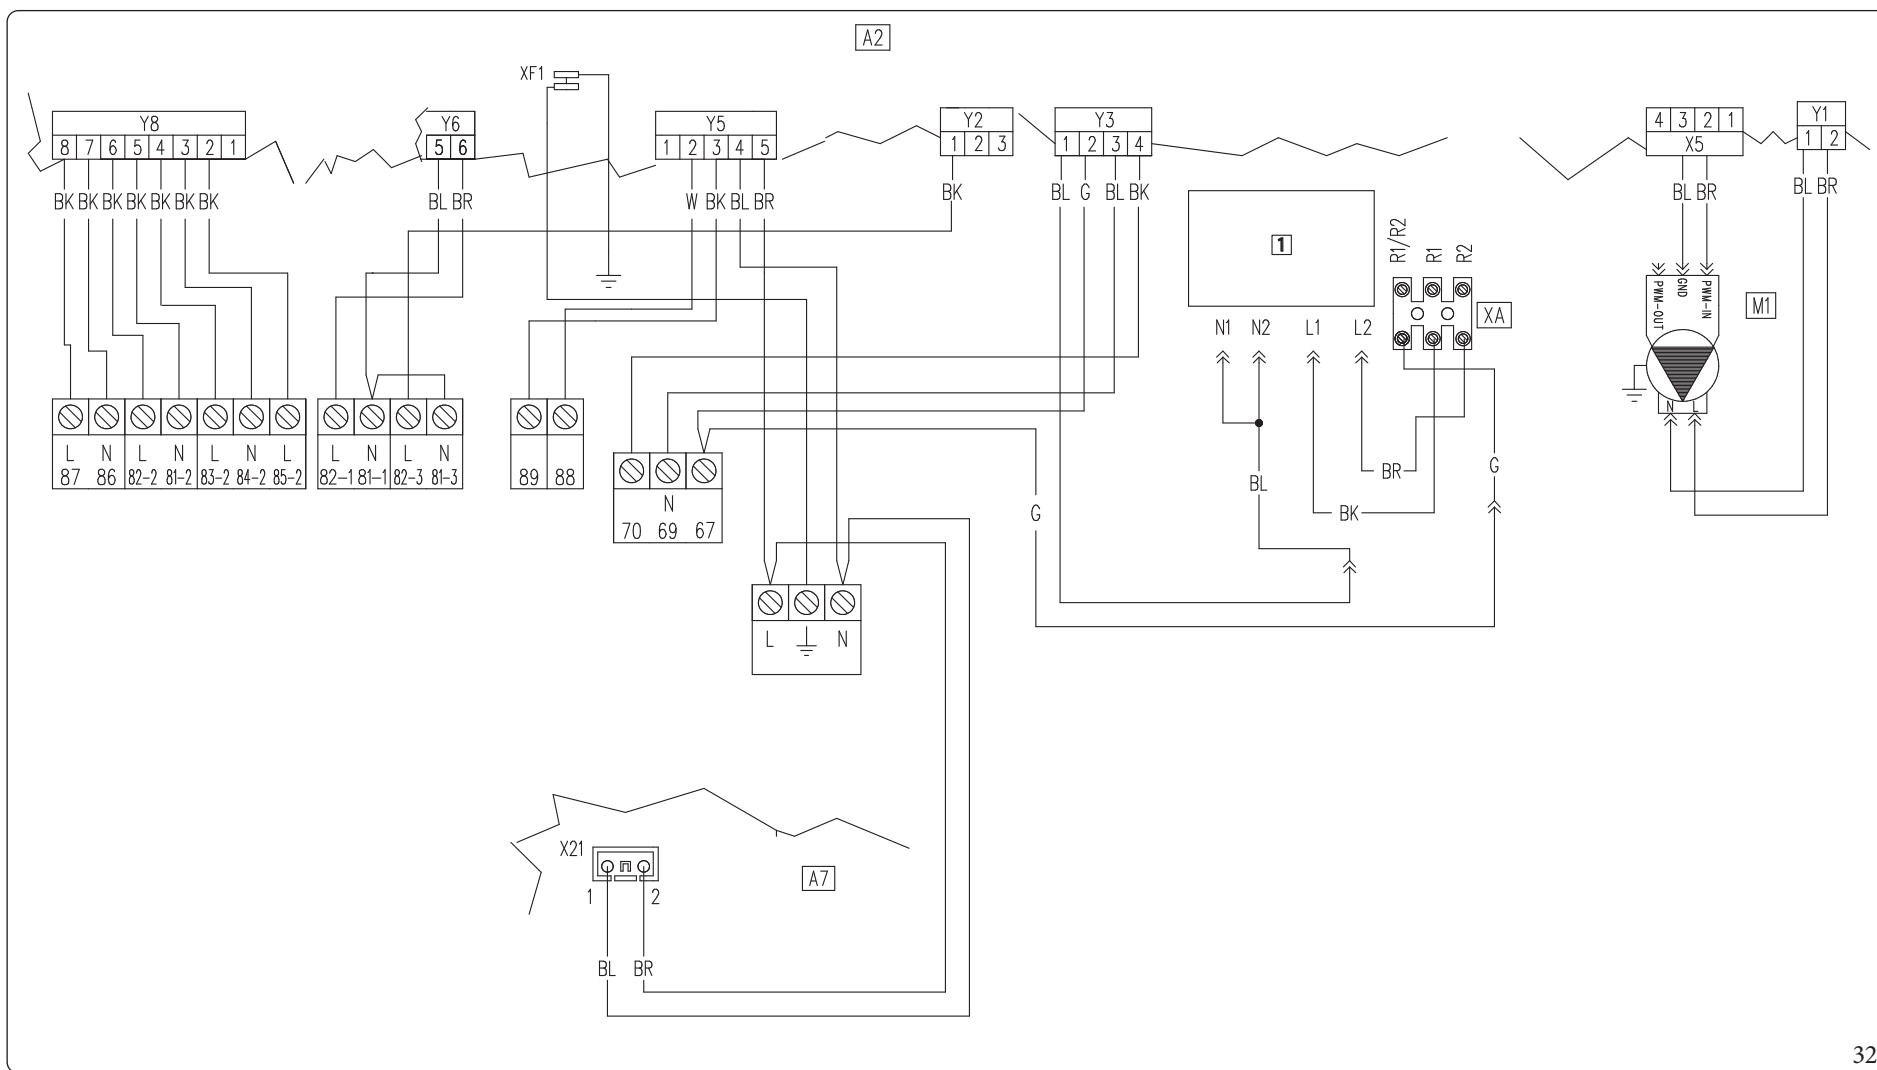 A2
XF1
Y8
Y6
Y5
Y2
Y3
4 3 2 1
Y1
8 7 6 5 4 3 2 1
5 6
1 2 3 4 5
1 2 3
1 2 3 4
X5
1 2
BK BK BK BK BK BK BK
BL BR
W BK BL BR
BK
BL G BL BK
BL BR
BL BR
1
R1/R2
R1
R2
XA
N1 N2 L1 L2
PWM-OUT
GND
PWM-IN
M1
N L
L N L N L N L
87 86 82-2 81-2 83-2 84-2 85-2
L N L N
82-1 81-1 82-3 81-3
89 88
N
70 69 67
BL
BR
BK
G
G
L N
X21
1 2
A7
BL BR
32